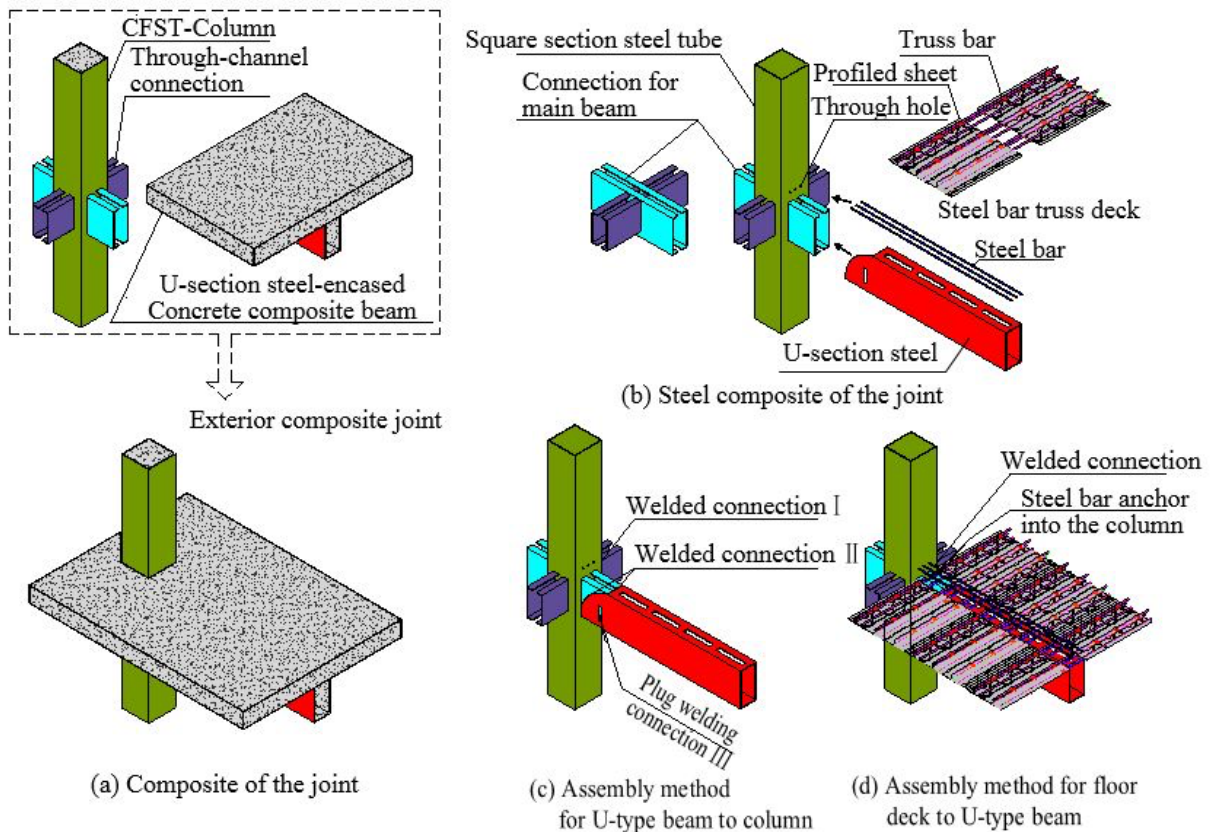 CFST-Column
Through-channel
connection
U-section steel-encased
Concrete composite beam
Exterior composite joint
(a) Composite of the joint
Square section steel tube
Connection for
main beam
Truss bar
Profiled sheet
Through hole
Steel bar truss deck
Steel bar
U-section steel
(b) Steel composite of the joint
Welded connection Ⅰ
Welded connection Ⅱ
Plug welding
connection III
(c) Assembly method
for U-type beam to column
Welded connection
Steel bar anchor
into the column
(d) Assembly method for floor
deck to U-type beam